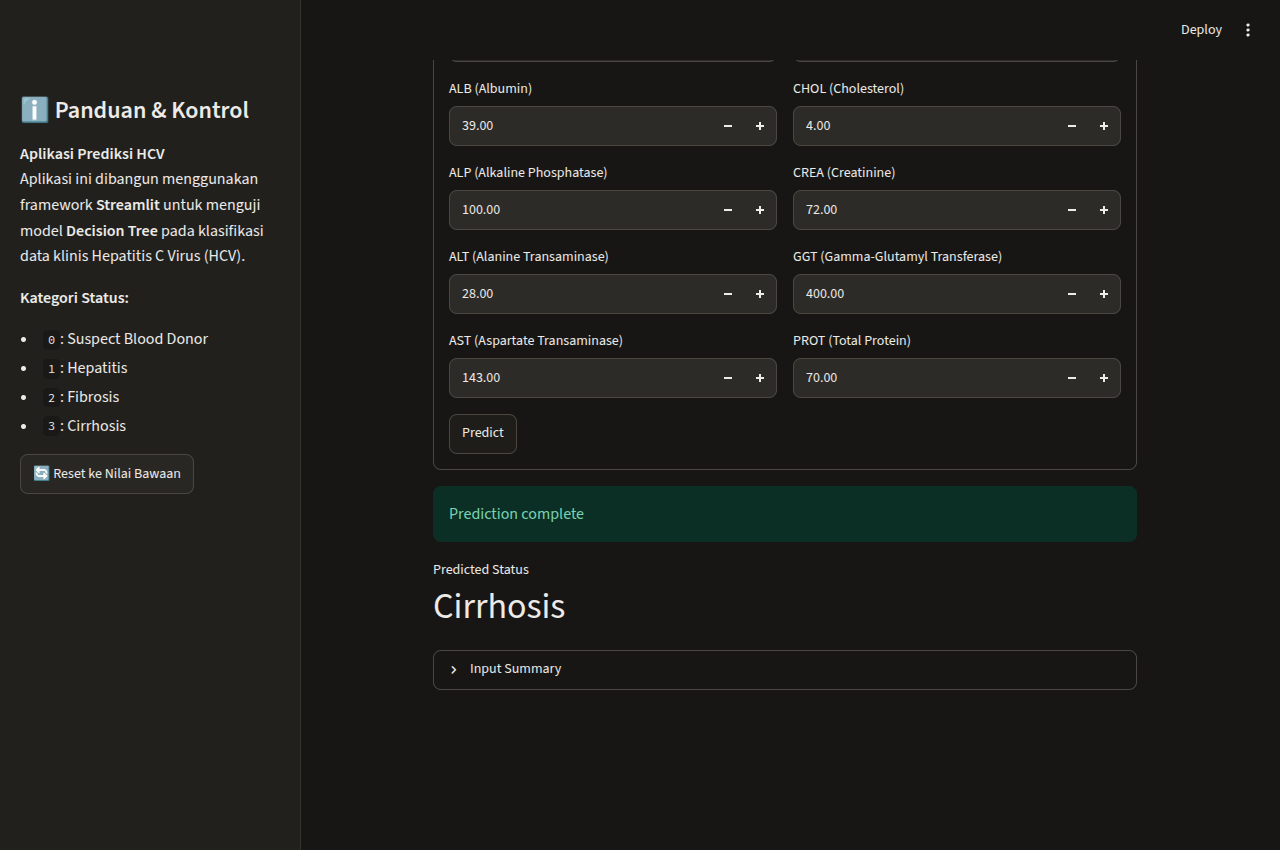 Deploy
ℹ️ Panduan & Kontrol
Aplikasi Prediksi HCV
Aplikasi ini dibangun menggunakan
framework Streamlit untuk menguji
model Decision Tree pada klasifikasi
data klinis Hepatitis C Virus (HCV).
Kategori Status:
• 0 : Suspect Blood Donor
• 1 : Hepatitis
• 2 : Fibrosis
• 3 : Cirrhosis
🔄 Reset ke Nilai Bawaan
ALB (Albumin)
39.00
CHOL (Cholesterol)
4.00
ALP (Alkaline Phosphatase)
100.00
CREA (Creatinine)
72.00
ALT (Alanine Transaminase)
28.00
GGT (Gamma-Glutamyl Transferase)
400.00
AST (Aspartate Transaminase)
143.00
PROT (Total Protein)
70.00
Predict
Prediction complete
Predicted Status
Cirrhosis
Input Summary